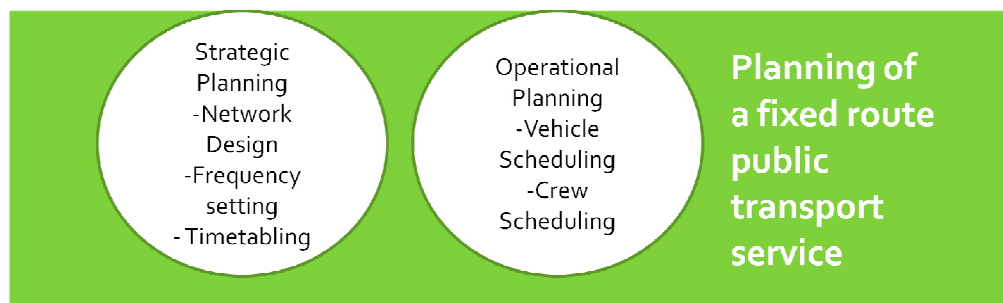 Strategic
Planning
-Network
Design
-Frequency
setting
- Timetabling
Operational
Planning
-Vehicle
Scheduling
-Crew
Scheduling
Planning of
a fixed route
public
transport
service